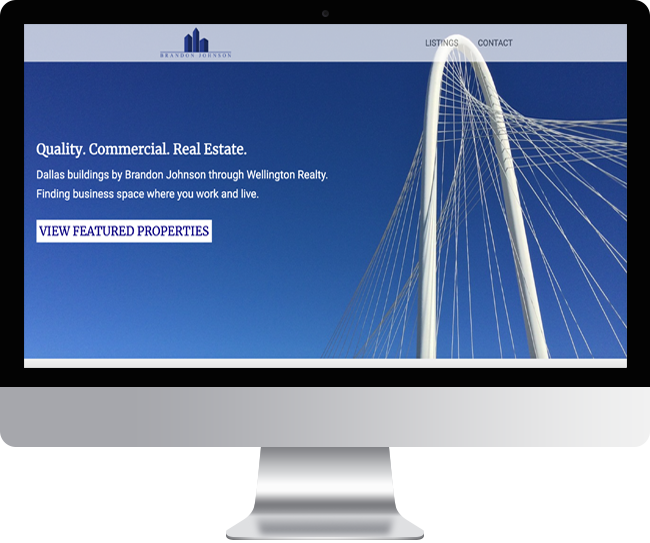 BRANDON JOHNSON
LISTINGS
CONTACT
Quality. Commercial. Real Estate.
Dallas buildings by Brandon Johnson through Wellington Realty.
Finding business space where you work and live.
VIEW FEATURED PROPERTIES